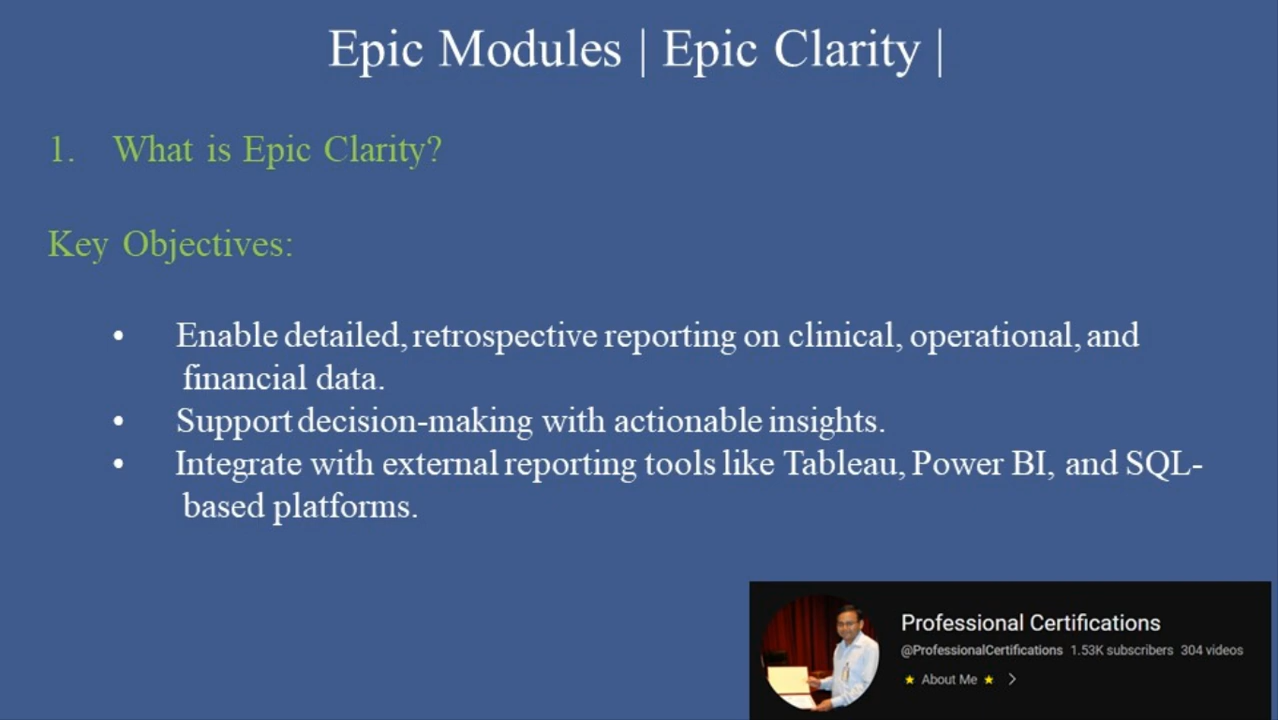 Epic Modules | Epic Clarity |
1. What is Epic Clarity?
Key Objectives:
• Enable detailed, retrospective reporting on clinical, operational, and
financial data.
• Support decision-making with actionable insights.
• Integrate with external reporting tools like Tableau, Power BI, and SQL-
based platforms.
Professional Certifications
@ProfessionalCertifications 1.53K subscribers 304 videos
★ About Me ★ >